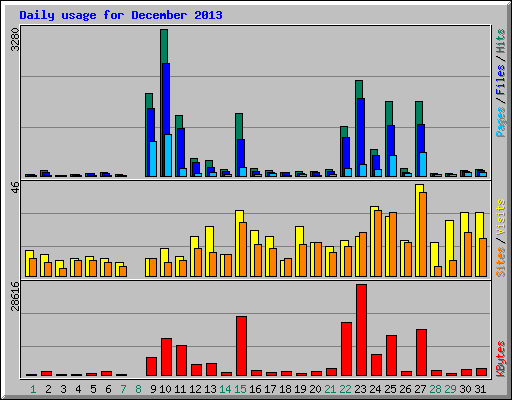 Daily usage for December 2013
3280
Pages / Files / Hits
46
Sites / Visits
28616
KBytes
1 2 3 4 5 6 7 8 9 10 11 12 13 14 15 16 17 18 19 20 21 22 23 24 25 26 27 28 29 30 31